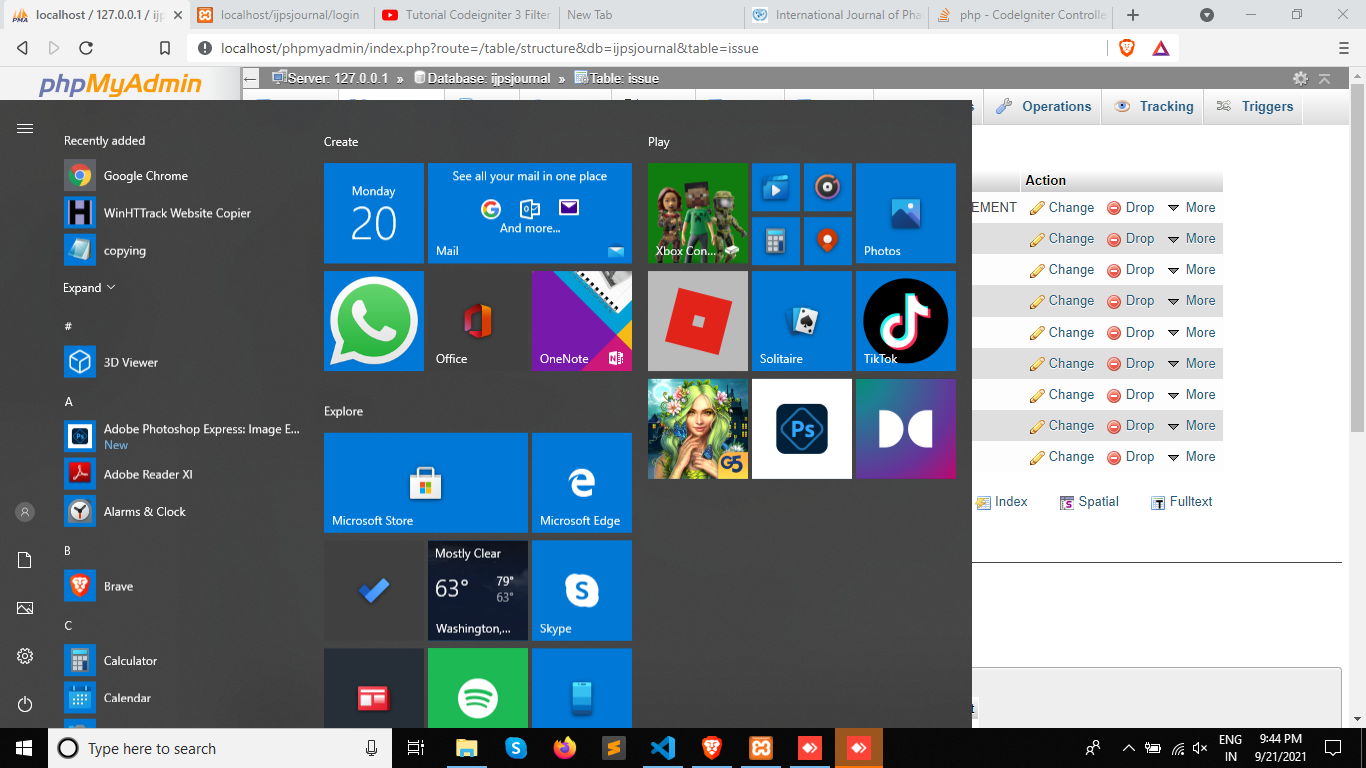 localhost / 127.0.0.1 / ij
localhost/ijpsjournal/login
Tutorial Codeigniter 3 Filter
New Tab
International Journal of Pha
php - CodeIgniter Controlle
localhost/phpmyadmin/index.php?route=/table/structure&db=ijpsjournal&table=issue
phpMyAdmin
Server: 127.0.0.1 » Database: ijpsjournal » Table: issue
Operations
Tracking
Triggers
Action
EMENT Change Drop More
Change Drop More
Change Drop More
Change Drop More
Change Drop More
Change Drop More
Change Drop More
Change Drop More
Change Drop More
Index
Spatial
Fulltext
Recently added
Google Chrome
WinHTTrack Website Copier
copying
Expand
#
3D Viewer
A
Adobe Photoshop Express: Image E...
New
Adobe Reader XI
Alarms & Clock
B
Brave
C
Calculator
Calendar
Create
Monday
20
See all your mail in one place
And more...
Mail
Office
OneNote
Explore
Microsoft Store
Microsoft Edge
Mostly Clear
63°
79°
63°
Washington,...
Skype
Play
Xbox Con...
Photos
Solitaire
TikTok
G5
Ps
Type here to search
ENG
IN
9:44 PM
9/21/2021